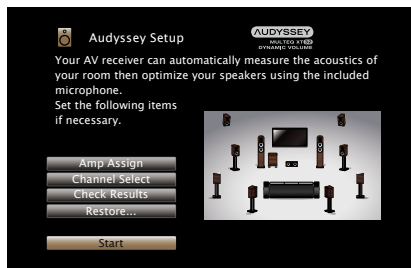 Audyssey Setup
AUDYSSEY
MULTEQ XT32
DYNAMIC VOLUME
Your AV receiver can automatically measure the acoustics of
your room then optimize your speakers using the included
microphone.
Set the following items
if necessary.
Amp Assign
Channel Select
Check Results
Restore...
Start